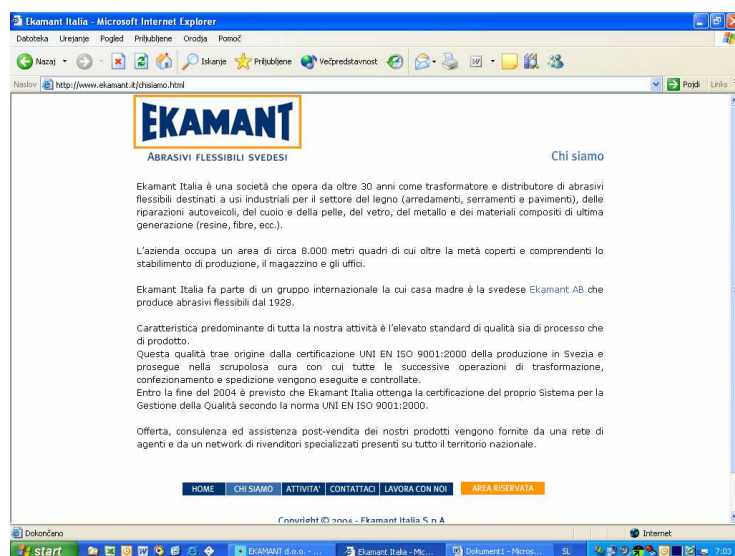 Ekamant Italia - Microsoft Internet Explorer
Datoteka Urejanje Pogled Priljubljene Orodja Pomoč
Nazaj Iskanje Priljubljene Večpredstavnost
Naslov http://www.ekamant.it/chisiamo.html Pojdi Links
EKAMANT
ABRASIVI FLESSIBILI SVEDESI
Chi siamo
Ekamant Italia è una società che opera da oltre 30 anni come trasformatore e distributore di abrasivi
flessibili destinati a usi industriali per il settore del legno (arredamenti, serramenti e pavimenti), delle
riparazioni autoveicoli, del cuoio e della pelle, del vetro, del metallo e dei materiali compositi di ultima
generazione (resine, fibre, ecc.).
L'azienda occupa un area di circa 8.000 metri quadri di cui oltre la metà coperti e comprendenti lo
stabilimento di produzione, il magazzino e gli uffici.
Ekamant Italia fa parte di un gruppo internazionale la cui casa madre è la svedese Ekamant AB che
produce abrasivi flessibili dal 1928.
Caratteristica predominante di tutta la nostra attività è l'elevato standard di qualità sia di processo che
di prodotto.
Questa qualità trae origine dalla certificazione UNI EN ISO 9001:2000 della produzione in Svezia e
prosegue nella scrupolosa cura con cui tutte le successive operazioni di trasformazione,
confezionamento e spedizione vengono eseguite e controllate.
Entro la fine del 2004 è previsto che Ekamant Italia ottenga la certificazione del proprio Sistema per la
Gestione della Qualità secondo la norma UNI EN ISO 9001:2000.
Offerta, consulenza ed assistenza post-vendita dei nostri prodotti vengono fornite da una rete di
agenti e da un network di rivenditori specializzati presenti su tutto il territorio nazionale.
HOME CHI SIAMO ATTIVITA' CONTATTACI LAVORA CON NOI AREA RISERVATA
Copyright © 2004 - Ekamant Italia S.p.A.
Dokončano Internet
start EKAMANT d.o.o. - ... Ekamant Italia - Mic... Dokument1 - Micros... SL 7:03